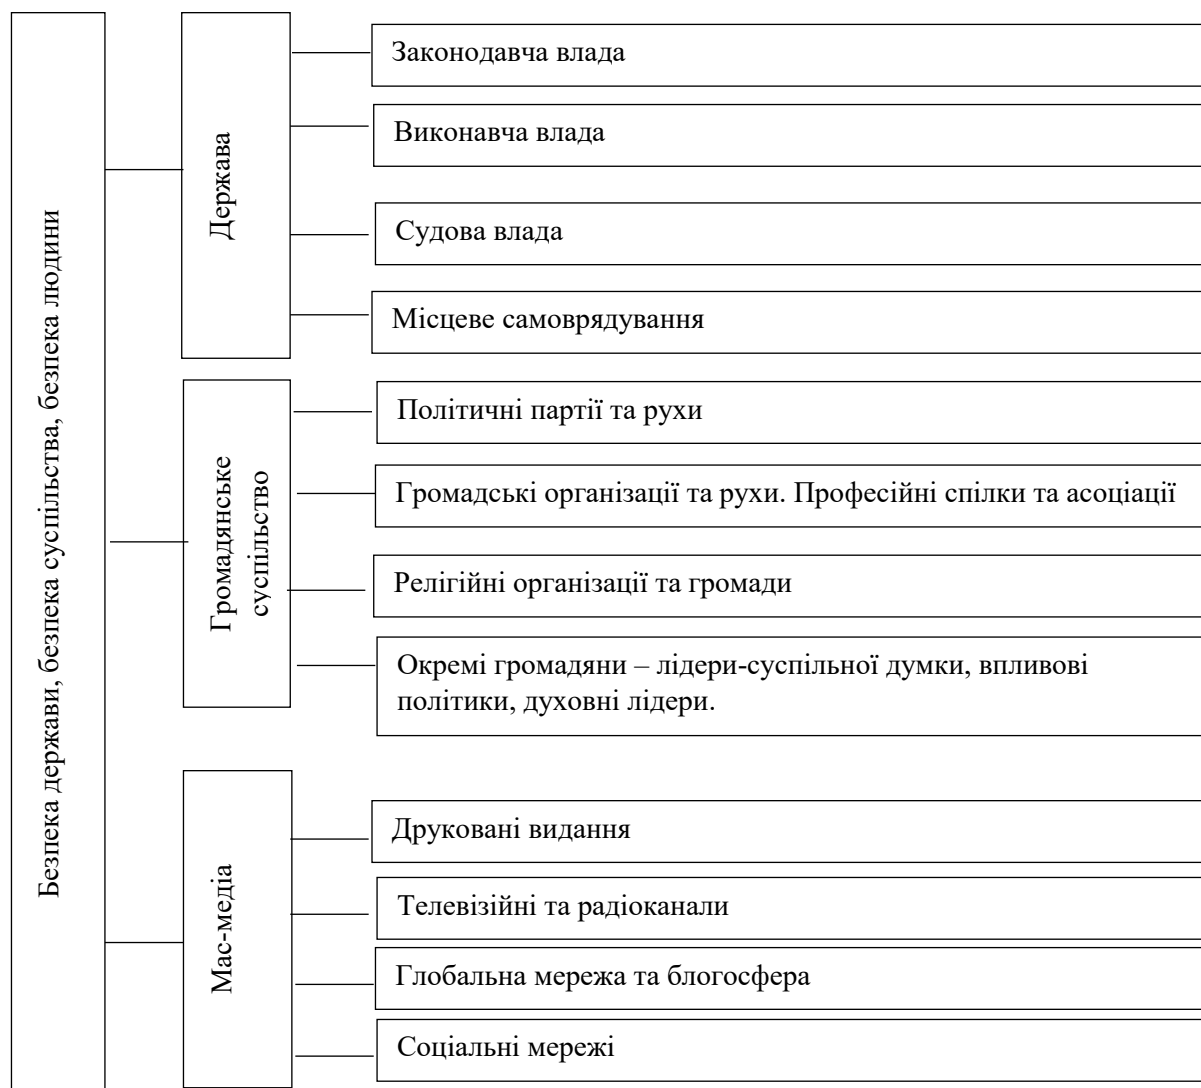 Безпека держави, безпека суспільства, безпека людини
Держава
Законодавча влада
Виконавча влада
Судова влада
Місцеве самоврядування
Громадянське
суспільство
Політичні партії та рухи
Громадські організації та рухи. Професійні спілки та асоціації
Релігійні організації та громади
Окремі громадяни – лідери-суспільної думки, впливові
політики, духовні лідери.
Мас-медіа
Друковані видання
Телевізійні та радіоканали
Глобальна мережа та блогосфера
Соціальні мережі